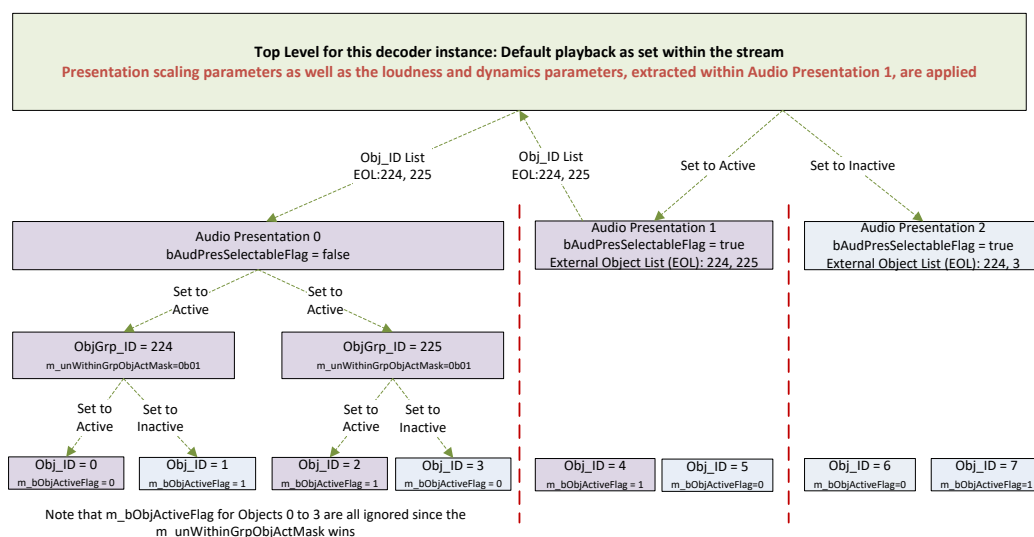 Top Level for this decoder instance: Default playback as set within the stream
Presentation scaling parameters as well as the loudness and dynamics parameters, extracted within Audio Presentation 1, are applied
Obj_ID List
EOL:224, 225
Obj_ID List
EOL:224, 225
Set to Active
Set to Inactive
Audio Presentation 0
bAudPresSelectableFlag = false
Audio Presentation 1
bAudPresSelectableFlag = true
External Object List (EOL): 224, 225
Audio Presentation 2
bAudPresSelectableFlag = true
External Object List (EOL): 224, 3
Set to
Active
Set to
Active
ObjGrp_ID = 224
m_unWithinGrpObjActMask=0b01
ObjGrp_ID = 225
m_unWithinGrpObjActMask=0b01
Set to
Active
Set to
Inactive
Set to
Active
Set to
Inactive
Obj_ID = 0
m_bObjActiveFlag = 0
Obj_ID = 1
m_bObjActiveFlag = 1
Obj_ID = 2
m_bObjActiveFlag = 1
Obj_ID = 3
m_bObjActiveFlag = 0
Obj_ID = 4
m_bObjActiveFlag = 1
Obj_ID = 5
m_bObjActiveFlag=0
Obj_ID = 6
m_bObjActiveFlag=0
Obj_ID = 7
m_bObjActiveFlag=1
Note that m_bObjActiveFlag for Objects 0 to 3 are all ignored since the
m_unWithinGrpObjActMask wins